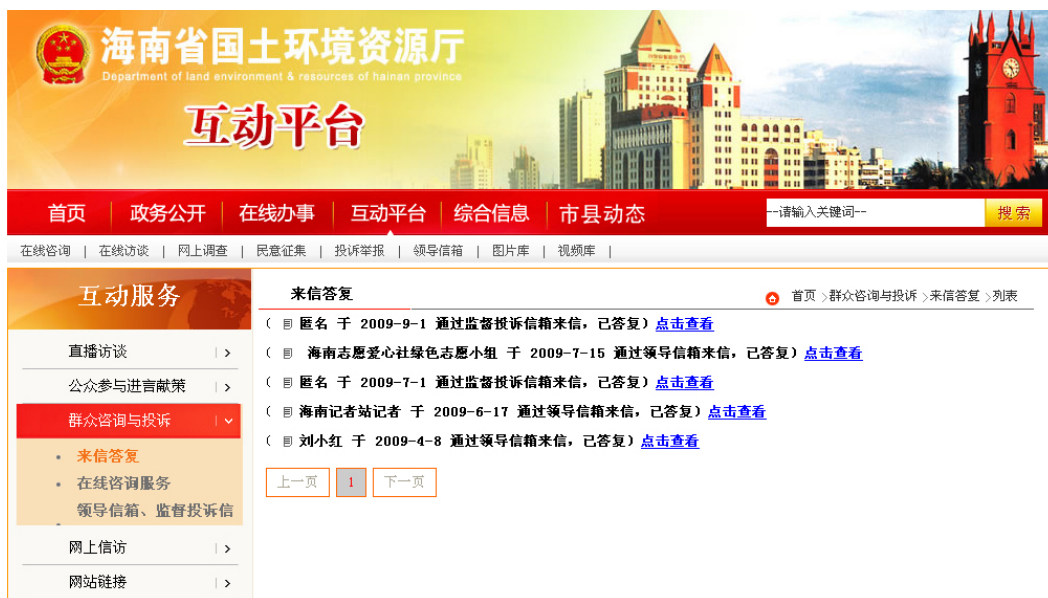 海南省国土环境资源厅
Department of land environment & resources of hainan province
互动平台
首页 政务公开 在线办事 互动平台 综合信息 市县动态 --请输入关键词-- 搜索
在线咨询 | 在线访谈 | 网上调查 | 民意征集 | 投诉举报 | 领导信箱 | 图片库 | 视频库 |
互动服务
直播访谈
公众参与进言献策
群众咨询与投诉
来信答复
在线咨询服务
领导信箱、监督投诉信
网上信访
网站链接
来信答复 首页 >群众咨询与投诉 >来信答复 >列表
( 匿名 于 2009-9-1 通过监督投诉信箱来信，已答复) 点击查看
( 海南志愿爱心社绿色志愿小组 于 2009-7-15 通过领导信箱来信，已答复) 点击查看
( 匿名 于 2009-7-1 通过监督投诉信箱来信，已答复) 点击查看
( 海南记者站记者 于 2009-6-17 通过领导信箱来信，已答复) 点击查看
( 刘小红 于 2009-4-8 通过领导信箱来信，已答复) 点击查看
上一页 1 下一页